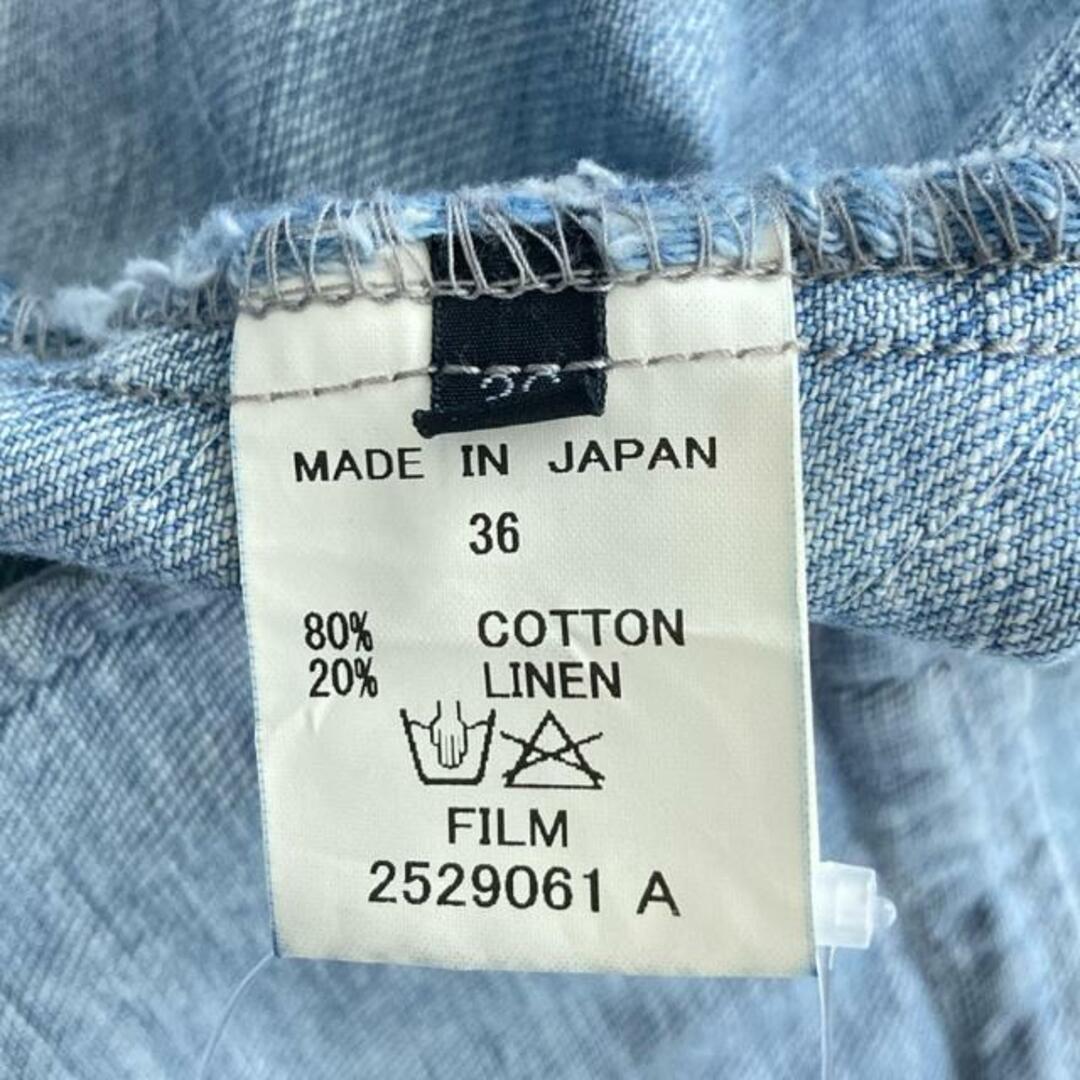 MADE IN JAPAN
36
80% COTTON
20% LINEN
FILM
2529061 A